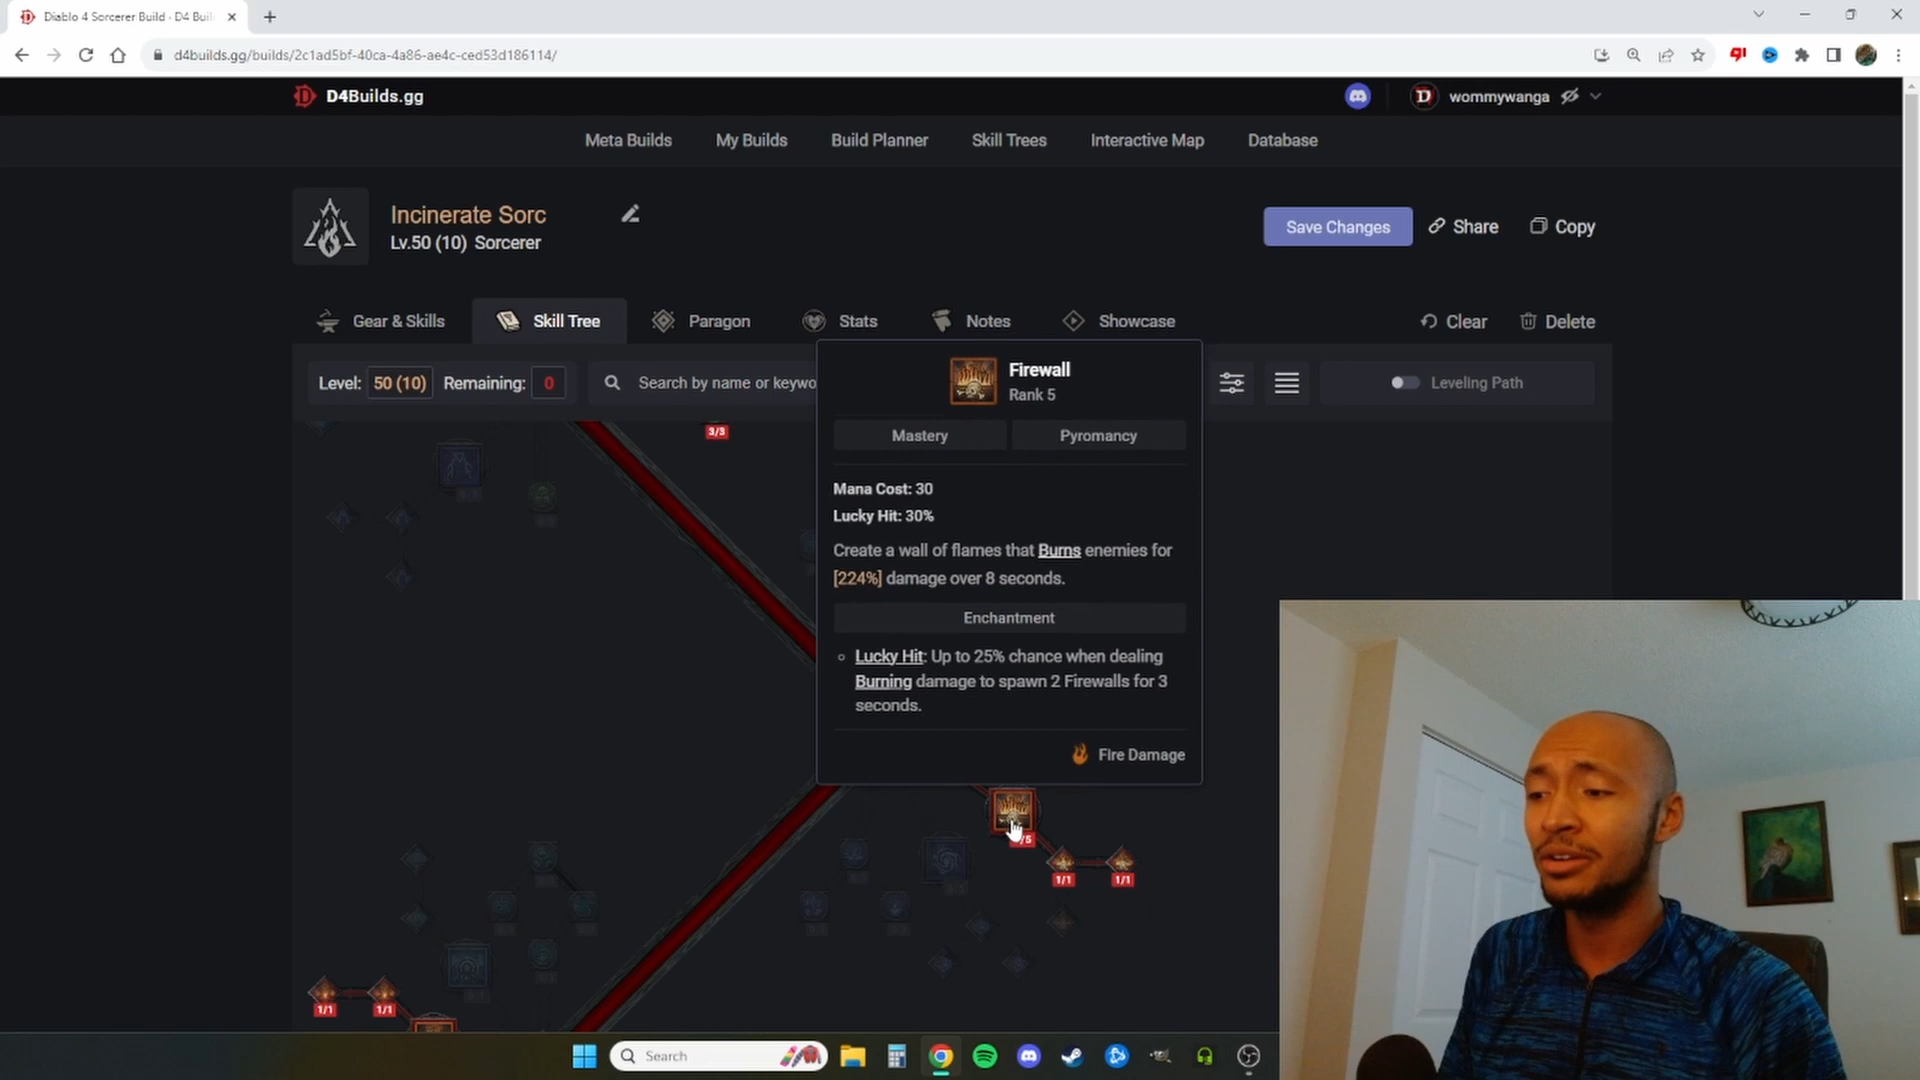 Diablo 4 Sorcerer Build - D4 Buil
d4builds.gg/builds/2c1ad5bf-40ca-4a86-ae4c-ced53d186114/
D4Builds.gg
wommywanga
Meta Builds
My Builds
Build Planner
Skill Trees
Interactive Map
Database
Incinerate Sorc
Lv.50 (10) Sorcerer
Save Changes
Share
Copy
Gear & Skills
Skill Tree
Paragon
Stats
Notes
Showcase
Clear
Delete
Level: 50 (10) Remaining: 0
Search by name or keywo
Leveling Path
3/3
Firewall
Rank 5
Mastery
Pyromancy
Mana Cost: 30
Lucky Hit: 30%
Create a wall of flames that Burns enemies for
[224%] damage over 8 seconds.
Enchantment
Lucky Hit: Up to 25% chance when dealing
Burning damage to spawn 2 Firewalls for 3
seconds.
Fire Damage
/5
1/1
1/1
1/1
1/1
Search